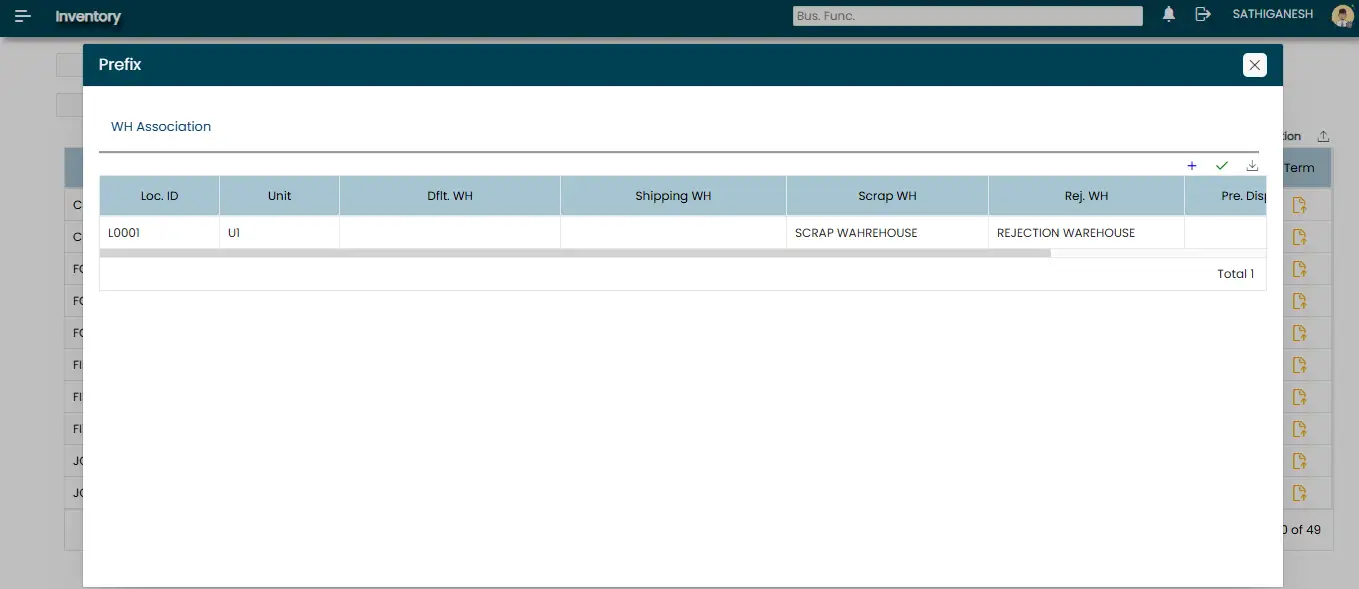 Inventory
Bus. Func.
SATHIGANESH
Prefix
WH Association
Loc. ID Unit Dflt. WH Shipping WH Scrap WH Rej. WH Pre.
Term
L0001 U1 SCRAP WAHREHOUSE REJECTION WAREHOUSE
Total 1
of 49